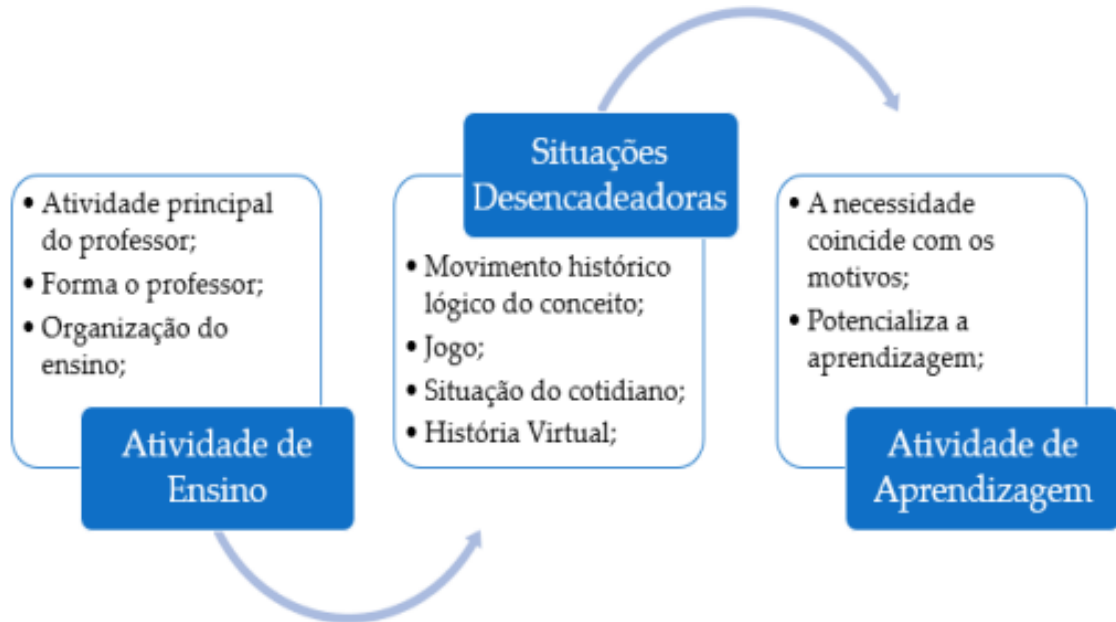 • Atividade principal
do professor;
• Forma o professor;
• Organização do
ensino;
Atividade de
Ensino
Situações
Desencadeadoras
• Movimento histórico
lógico do conceito;
• Jogo;
• Situação do cotidiano;
• História Virtual;
• A necessidade
coincide com os
motivos;
• Potencializa a
aprendizagem;
Atividade de
Aprendizagem